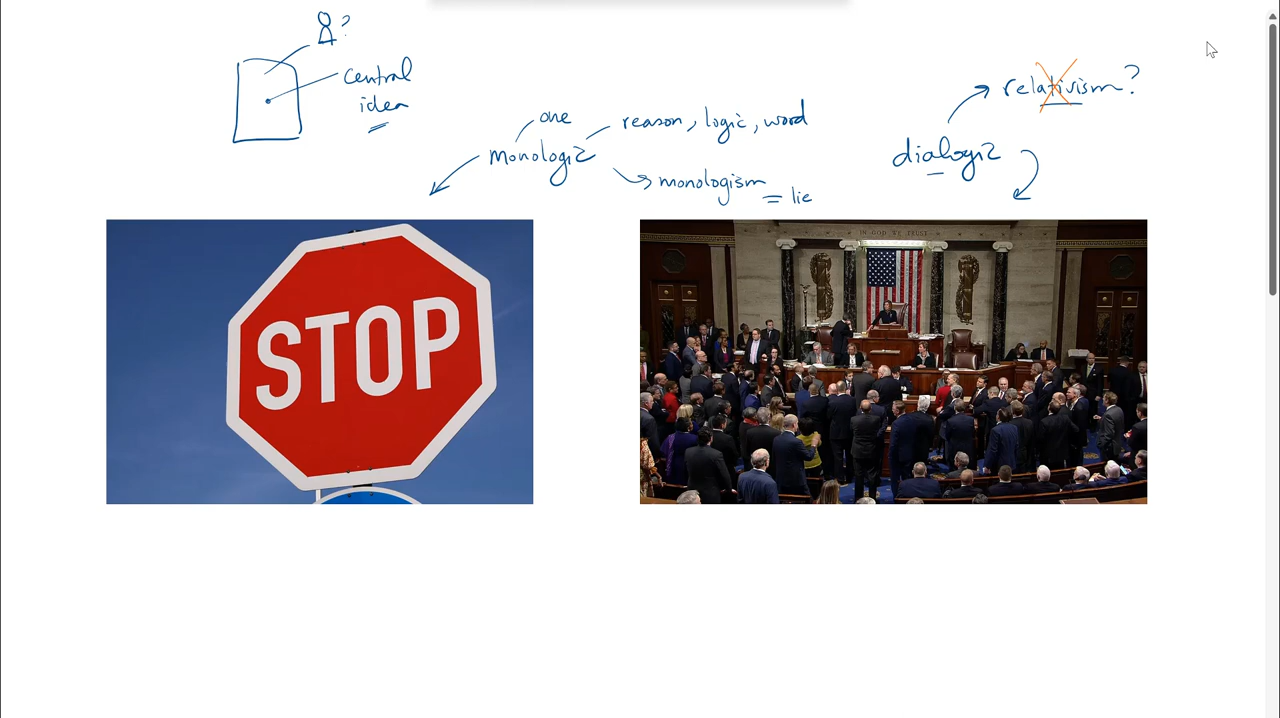 ?
central
idea
one
reason, logic, word
monologic
monologism
= lie
relativism?
dialogic
STOP
IN GOD WE TRUST